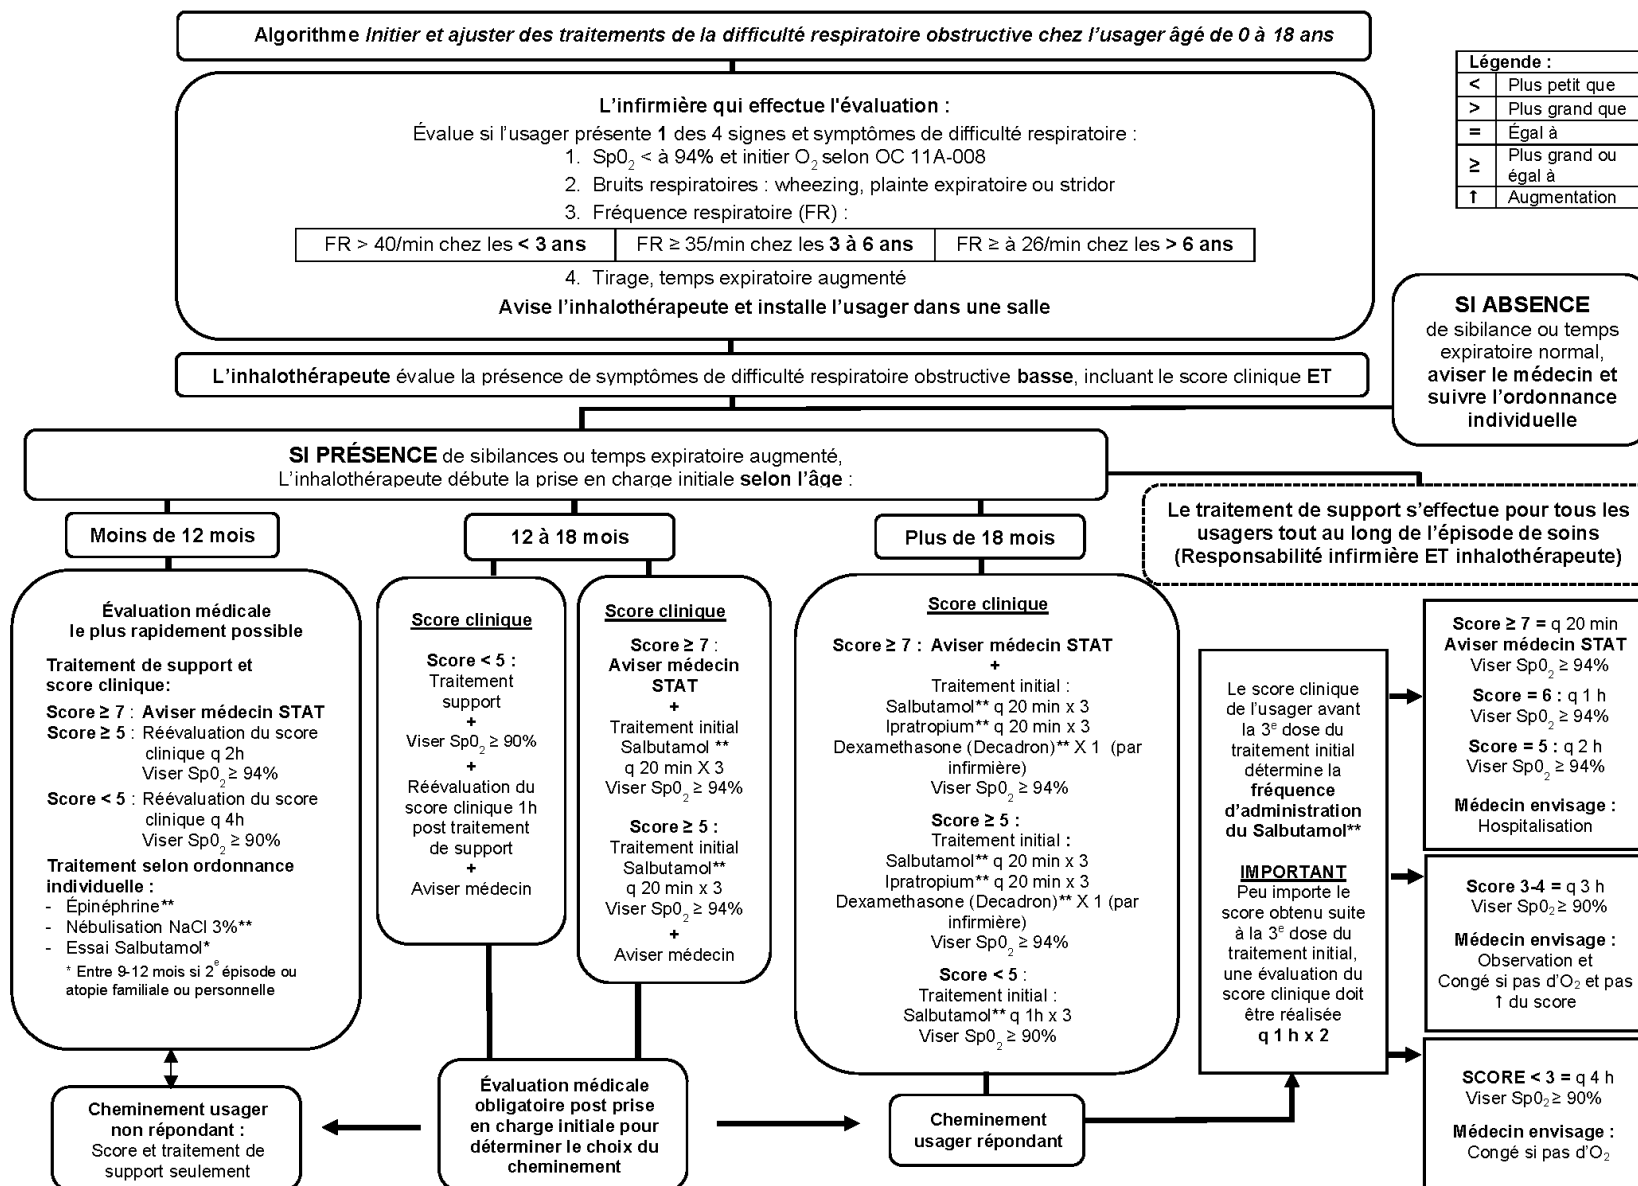 Algorithme Initier et ajuster des traitements de la difficulté respiratoire obstructive chez l'usager âgé de 0 à 18 ans
Légende :
< Plus petit que
> Plus grand que
= Égal à
≥ Plus grand ou
égal à
↑ Augmentation
L'infirmière qui effectue l'évaluation :
Évalue si l'usager présente 1 des 4 signes et symptômes de difficulté respiratoire :
1. Sp0₂ < à 94% et initier O₂ selon OC 11A-008
2. Bruits respiratoires : wheezing, plainte expiratoire ou stridor
3. Fréquence respiratoire (FR) :
FR > 40/min chez les < 3 ans
FR ≥ 35/min chez les 3 à 6 ans
FR ≥ à 26/min chez les > 6 ans
4. Tirage, temps expiratoire augmenté
Avise l'inhalothérapeute et installe l'usager dans une salle
SI ABSENCE
de sibilance ou temps
expiratoire normal,
aviser le médecin et
suivre l'ordonnance
individuelle
L'inhalothérapeute évalue la présence de symptômes de difficulté respiratoire obstructive basse, incluant le score clinique ET
SI PRÉSENCE de sibilances ou temps expiratoire augmenté,
L'inhalothérapeute débute la prise en charge initiale selon l'âge :
Le traitement de support s'effectue pour tous les
usagers tout au long de l'épisode de soins
(Responsabilité infirmière ET inhalothérapeute)
Moins de 12 mois
12 à 18 mois
Plus de 18 mois
Évaluation médicale
le plus rapidement possible
Traitement de support et
score clinique:
Score ≥ 7 : Aviser médecin STAT
Score ≥ 5 : Réévaluation du score
clinique q 2h
Viser Sp0₂ ≥ 94%
Score < 5 : Réévaluation du score
clinique q 4h
Viser Sp0₂ ≥ 90%
Traitement selon ordonnance
individuelle :
- Épinéphrine**
- Nébulisation NaCl 3%**
- Essai Salbutamol*
* Entre 9-12 mois si 2e épisode ou
atopie familiale ou personnelle
Score clinique
Score < 5 :
Traitement
support
+
Viser Sp0₂ ≥ 90%
+
Réévaluation du
score clinique 1h
post traitement
de support
+
Aviser médecin
Score clinique
Score ≥ 7 :
Aviser médecin
STAT
+
Traitement initial
Salbutamol **
q 20 min X 3
Viser Sp0₂ ≥ 94%
Score ≥ 5:
Traitement initial
Salbutamol**
q 20 min x 3
Viser Sp0₂ ≥ 94%
+
Aviser médecin
Score clinique
Score ≥ 7 : Aviser médecin STAT
+
Traitement initial :
Salbutamol** q 20 min x 3
Ipratropium** q 20 min x 3
Dexamethasone (Decadron)** X 1 (par
infirmière)
Viser Sp0₂ ≥ 94%
Score ≥ 5 :
Traitement initial :
Salbutamol** q 20 min x 3
Ipratropium** q 20 min x 3
Dexamethasone (Decadron)** X 1 (par
infirmière)
Viser Sp0₂ ≥ 94%
Score < 5 :
Traitement initial :
Salbutamol** q 1h x 3
Viser Sp0₂ ≥ 90%
Le score clinique
de l'usager avant
la 3e dose du
traitement initial
détermine la
fréquence
d'administration
du Salbutamol**
IMPORTANT
Peu importe le
score obtenu suite
à la 3e dose du
traitement initial,
une évaluation du
score clinique doit
être réalisée
q 1 h x 2
Score ≥ 7 = q 20 min
Aviser médecin STAT
Viser Sp0₂ ≥ 94%
Score = 6 : q 1 h
Viser Sp0₂ ≥ 94%
Score = 5 : q 2 h
Viser Sp0₂ ≥ 94%
Médecin envisage :
Hospitalisation
Score 3-4 = q 3 h
Viser Sp0₂ ≥ 90%
Médecin envisage :
Observation et
Congé si pas d'O₂ et pas
↑ du score
SCORE < 3 = q 4 h
Viser Sp0₂ ≥ 90%
Médecin envisage :
Congé si pas d'O₂
Cheminement usager
non répondant :
Score et traitement de
support seulement
Évaluation médicale
obligatoire post prise
en charge initiale pour
déterminer le choix du
cheminement
Cheminement
usager répondant